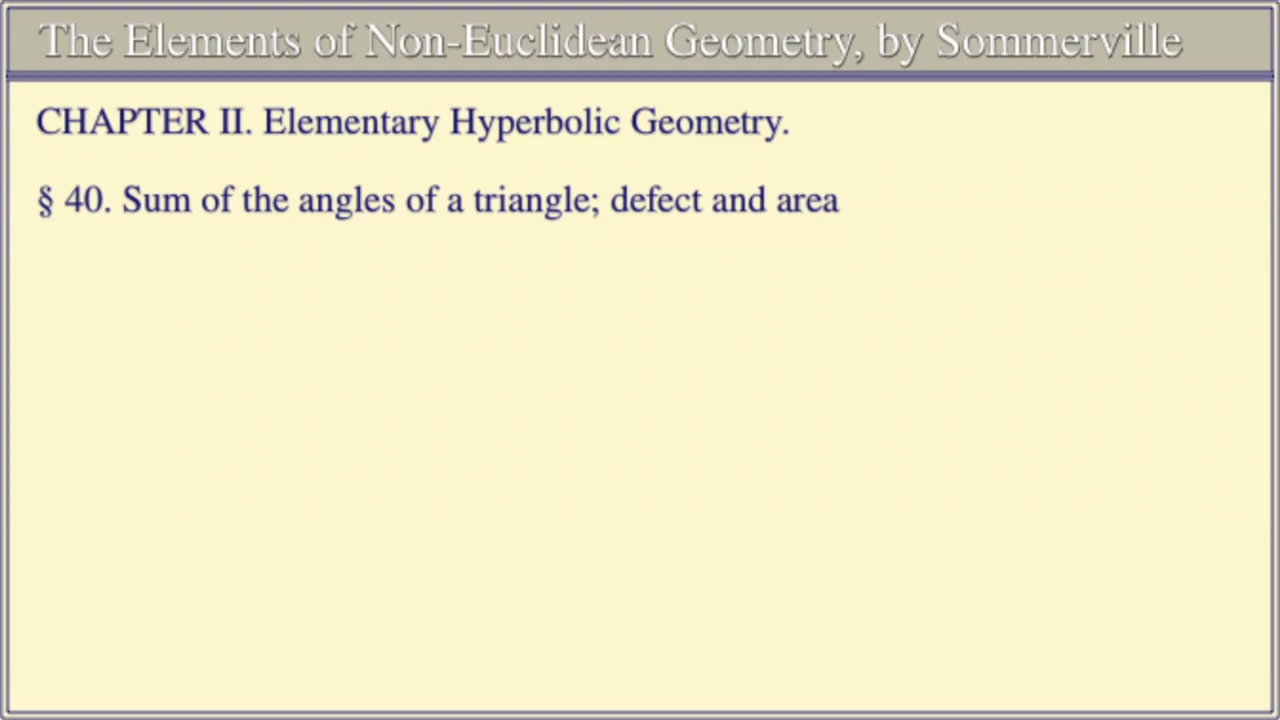 The Elements of Non-Euclidean Geometry, by Sommerville
CHAPTER II. Elementary Hyperbolic Geometry.
§ 40. Sum of the angles of a triangle; defect and area